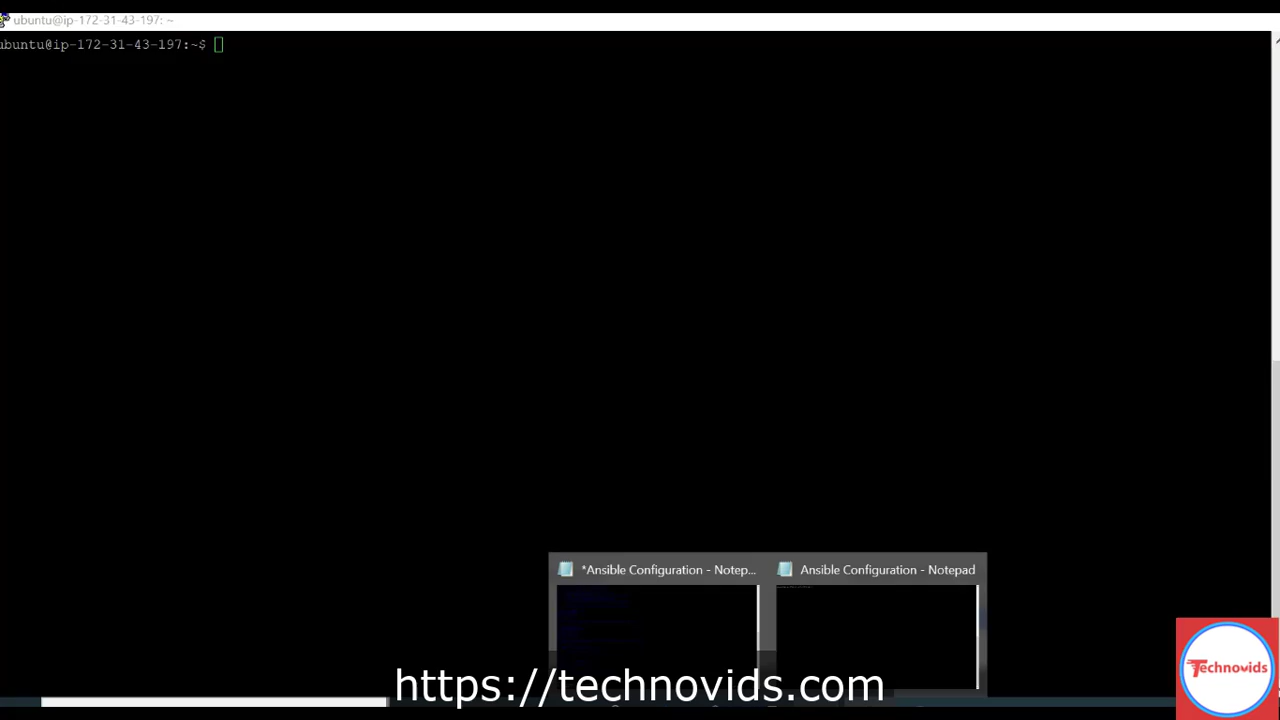 ubuntu@ip-172-31-43-197: ~
ubuntu@ip-172-31-43-197:~$
*Ansible Configuration - Notep...
Ansible Configuration - Notepad
https://technovids.com
Technovids